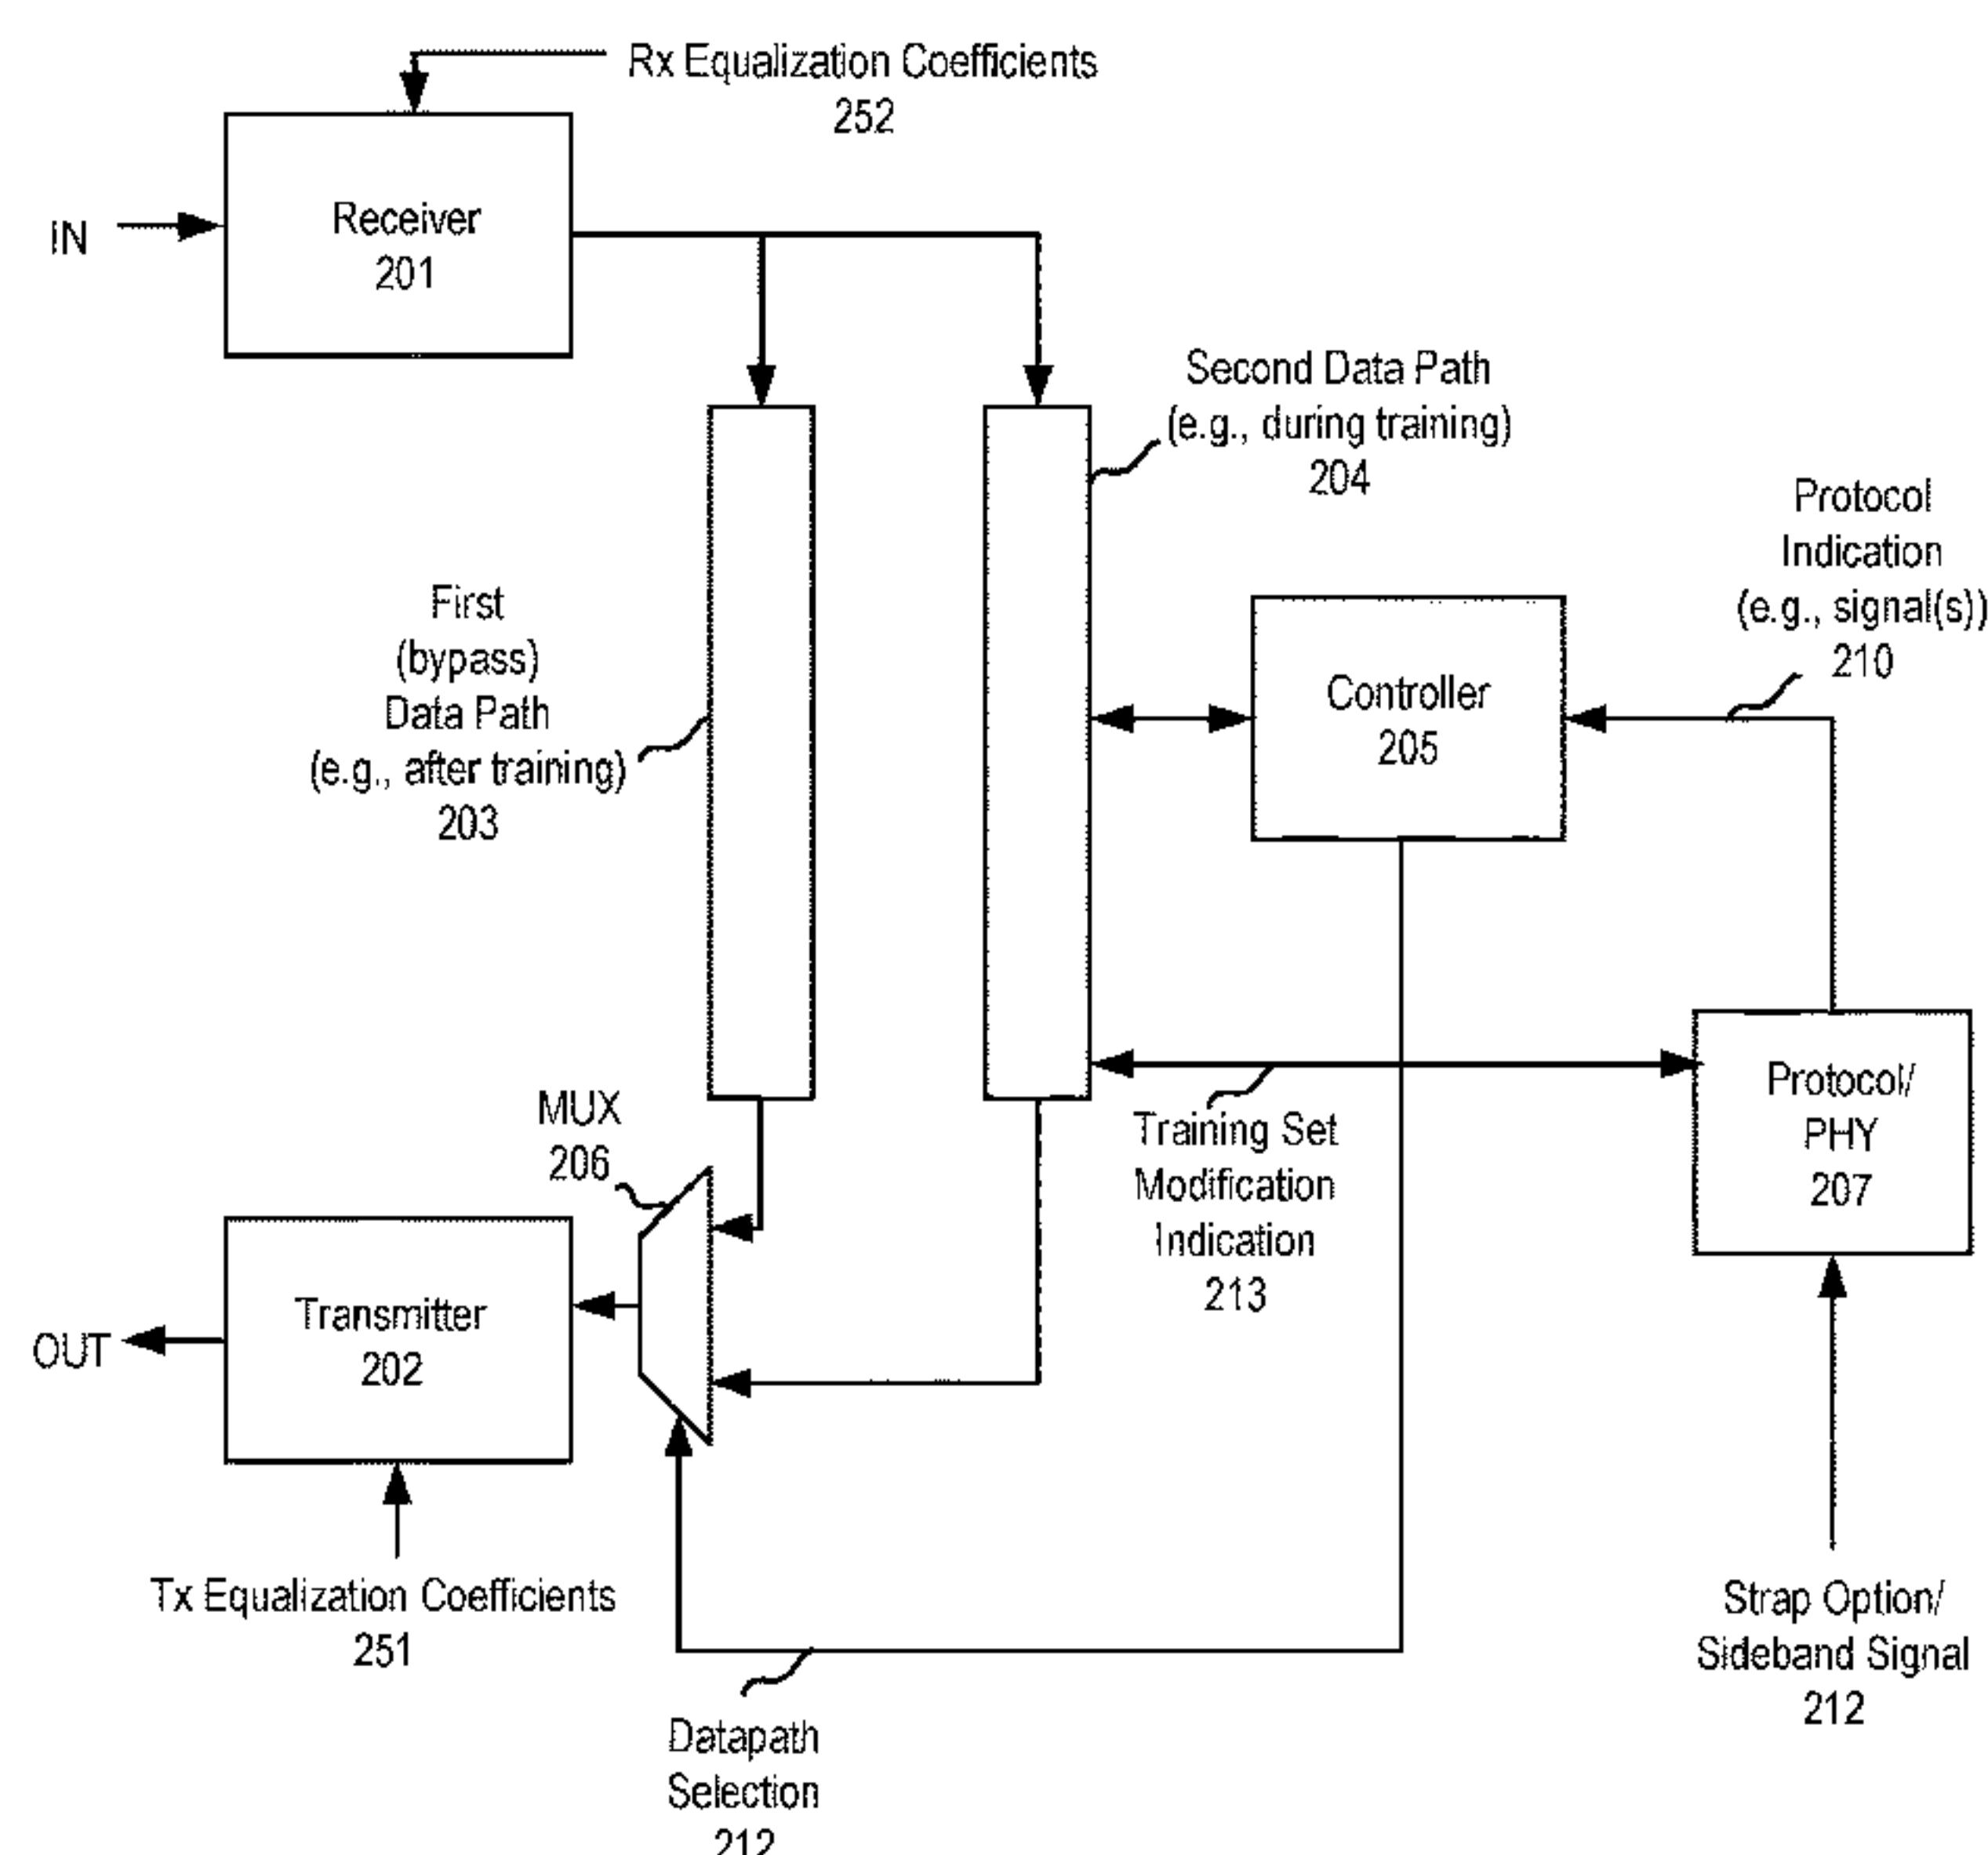 Rx Equalization Coefficients
252
IN
Receiver
201
Second Data Path
(e.g., during training)
204
Protocol
Indication
(e.g., signal(s))
210
First
(bypass)
Data Path
(e.g., after training)
203
Controller
205
MUX
206
Training Set
Modification
Indication
213
Protocol/
PHY
207
Transmitter
202
OUT
Tx Equalization Coefficients
251
Strap Option/
Sideband Signal
212
Datapath
Selection
212